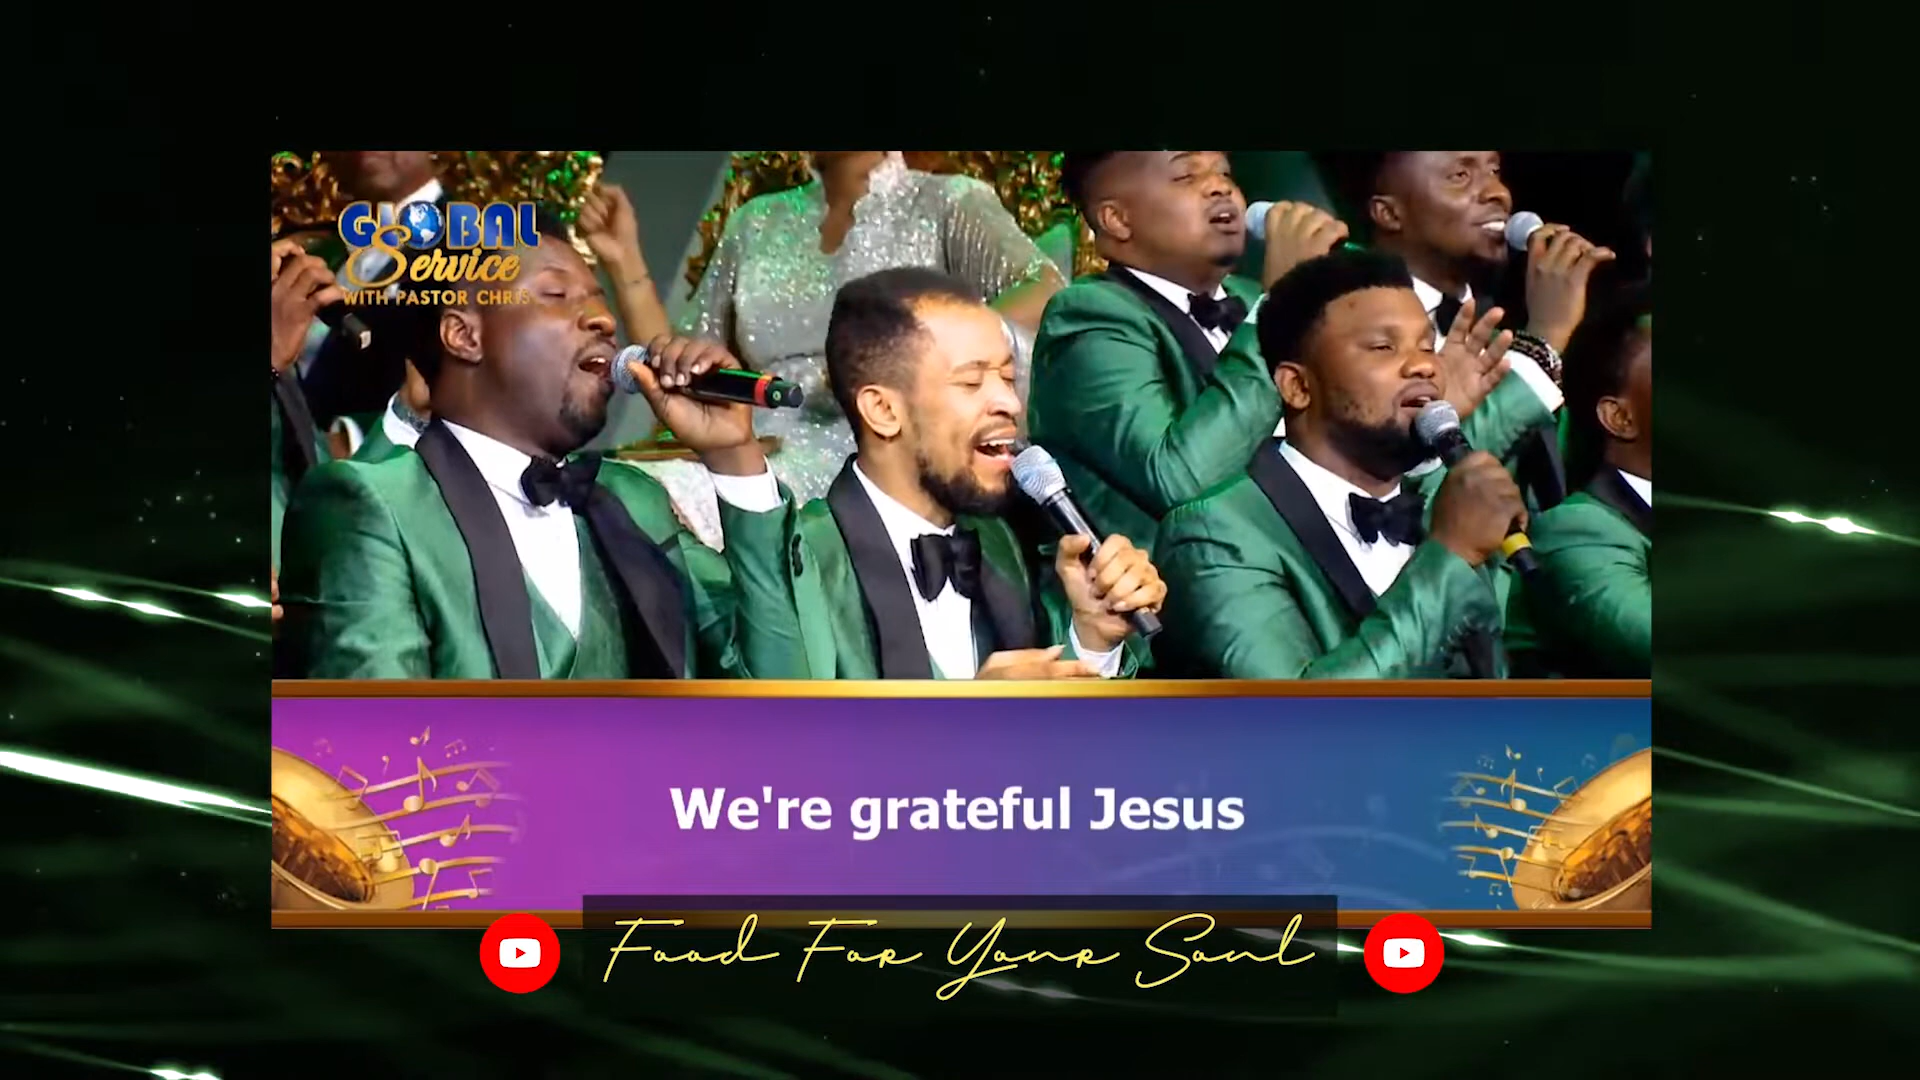 GLOBAL
Service
WITH PASTOR CHRIS
We're grateful Jesus
Food For Your Soul